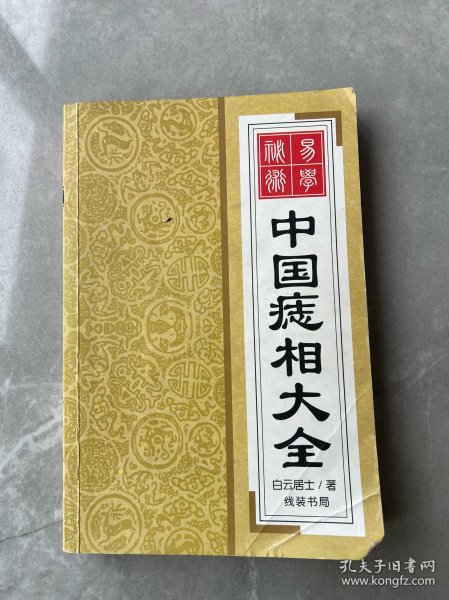 易學
祕術
中国痣相大全
白云居士/著
线装书局
孔夫子旧书网
www.kongfz.com